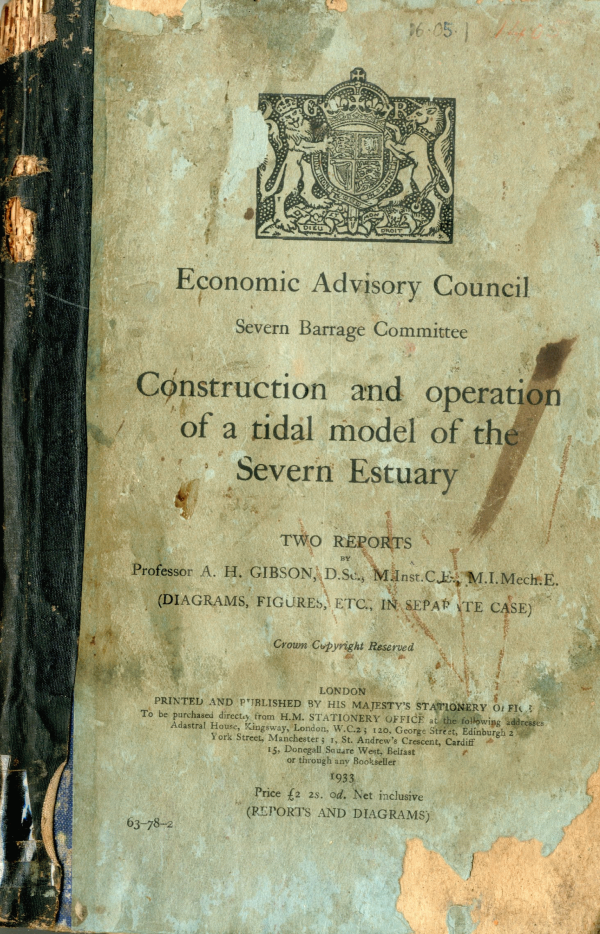 16.05.1
G R
DIEU ET MON DROIT
Economic Advisory Council
Severn Barrage Committee
Construction and operation
of a tidal model of the
Severn Estuary
TWO REPORTS
BY
Professor A. H. GIBSON, D.Sc., M.Inst.C.E., M.I.Mech.E.
(DIAGRAMS, FIGURES, ETC., IN SEPARATE CASE)
Crown Copyright Reserved
LONDON
PRINTED AND PUBLISHED BY HIS MAJESTY'S STATIONERY OFFICE
To be purchased directly from H.M. STATIONERY OFFICE at the following addresses
Adastral House, Kingsway, London, W.C.2; 120, George Street, Edinburgh 2
York Street, Manchester; 1, St. Andrew's Crescent, Cardiff
15, Donegall Square West, Belfast
or through any Bookseller
1933
Price £2 2s. 0d. Net inclusive
(REPORTS AND DIAGRAMS)
63-78-2